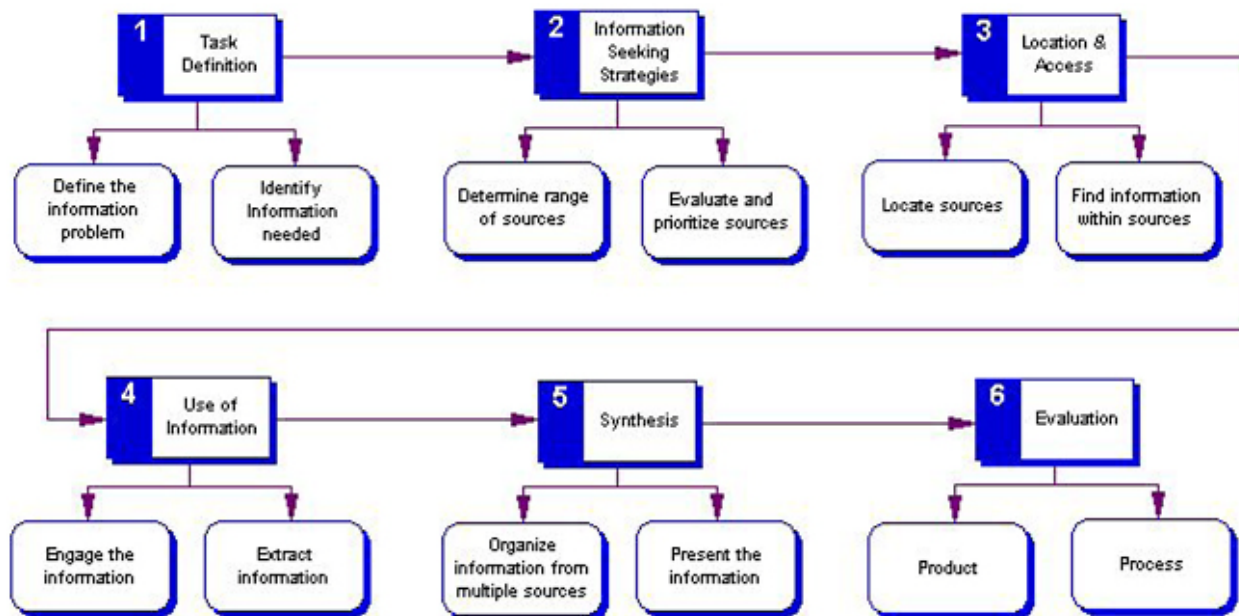 1
Task
Definition
2
Information
Seeking
Strategies
3
Location &
Access
Define the
information
problem
Identify
Information
needed
Determine range
of sources
Evaluate and
prioritize sources
Locate sources
Find information
within sources
4
Use of
Information
5
Synthesis
6
Evaluation
Engage the
information
Extract
information
Organize
information from
multiple sources
Present the
information
Product
Process